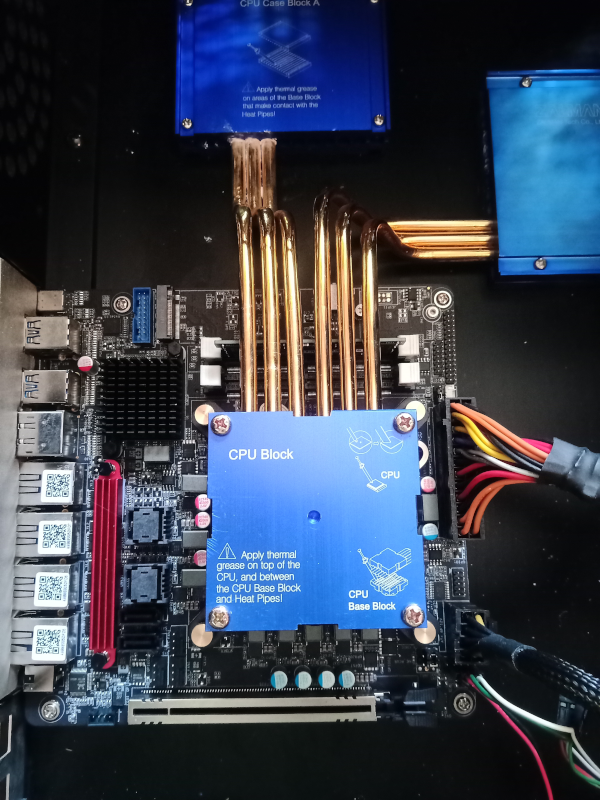 CPU Case Block A
Apply thermal grease
on areas of the Base Block
that make contact with the
Heat Pipes!
CPU Block
CPU
Apply thermal
grease on top of the
CPU, and between
the CPU Base Block
and Heat Pipes!
CPU
Base Block